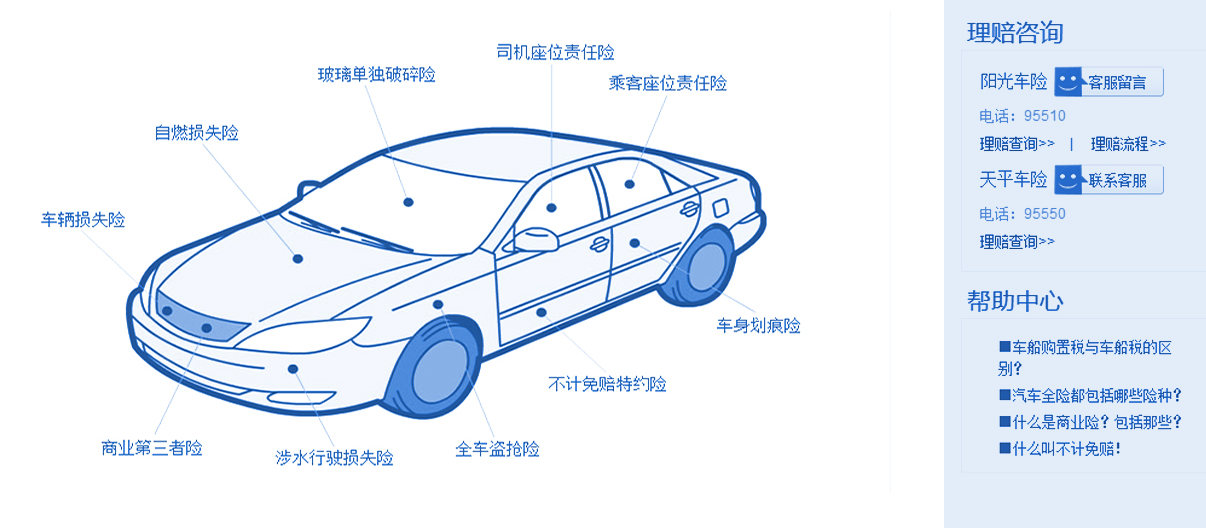 司机座位责任险
玻璃单独破碎险
乘客座位责任险
自燃损失险
车辆损失险
车身划痕险
不计免赔特约险
商业第三者险
涉水行驶损失险
全车盗抢险
理赔咨询
阳光车险 客服留言
电话：95510
理赔查询>> | 理赔流程>>
天平车险 联系客服
电话：95550
理赔查询>>
帮助中心
■车船购置税与车船税的区
别？
■汽车全险都包括哪些险种？
■什么是商业险？包括那些？
■什么叫不计免赔！